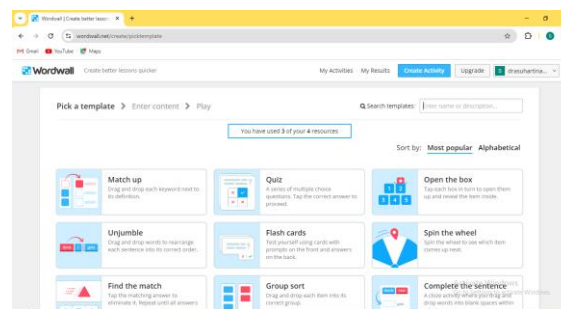 Wordwall | Create better lesson
wordwall.net/create/picktemplate
Gmail YouTube Maps
Wordwall Create better lessons quicker My Activities My Results Create Activity Upgrade
Pick a template > Enter content > Play Search templates: Enter name or description...
You have used 3 of your 4 resources
Sort by: Most popular Alphabetical
Match up
Drag and drop each keyword next to
its definition.
Quiz
A series of multiple choice
questions. Tap the correct answer to
proceed.
Open the box
Tap each box in turn to open them
up and reveal the item inside.
Unjumble
Drag and drop words to rearrange
each sentence into its correct order.
Flash cards
Test yourself using cards with
prompts on the front and answers
on the back.
Spin the wheel
Spin the wheel to see which item
comes up next.
Find the match
Tap the matching answer to
eliminate it. Repeat until all answers
Group sort
Drag and drop each item into its
correct group.
Complete the sentence
A cloze activity where you drag and
drop words into blank spaces within